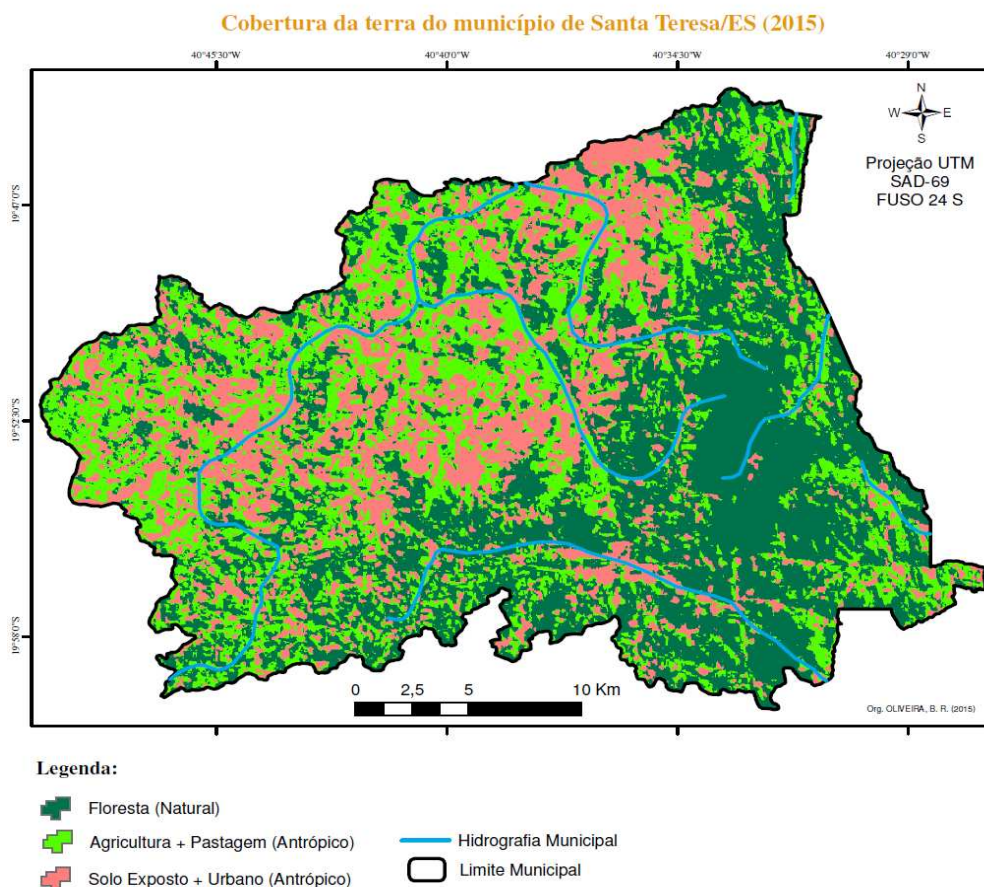 Cobertura da terra do município de Santa Teresa/ES (2015)
40°45'30"W
40°40'0"W
40°34'30"W
40°29'0"W
N
W E
S
Projeção UTM
SAD-69
FUSO 24 S
19°47'0"S
19°52'30"S
19°58'0"S
0 2,5 5 10 Km
Org. OLIVEIRA, B. R. (2015)
Legenda:
Floresta (Natural)
Agricultura + Pastagem (Antrópico)
Solo Exposto + Urbano (Antrópico)
Hidrografia Municipal
Limite Municipal